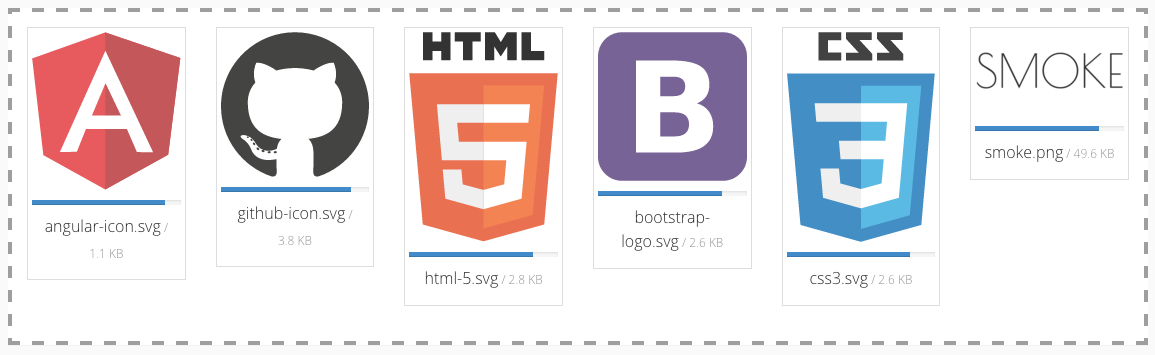 A
angular-icon.svg /
1.1 KB
github-icon.svg /
3.8 KB
HTML
5
html-5.svg / 2.8 KB
B
bootstrap-
logo.svg / 2.6 KB
CSS
3
css3.svg / 2.6 KB
SMOKE
smoke.png / 49.6 KB